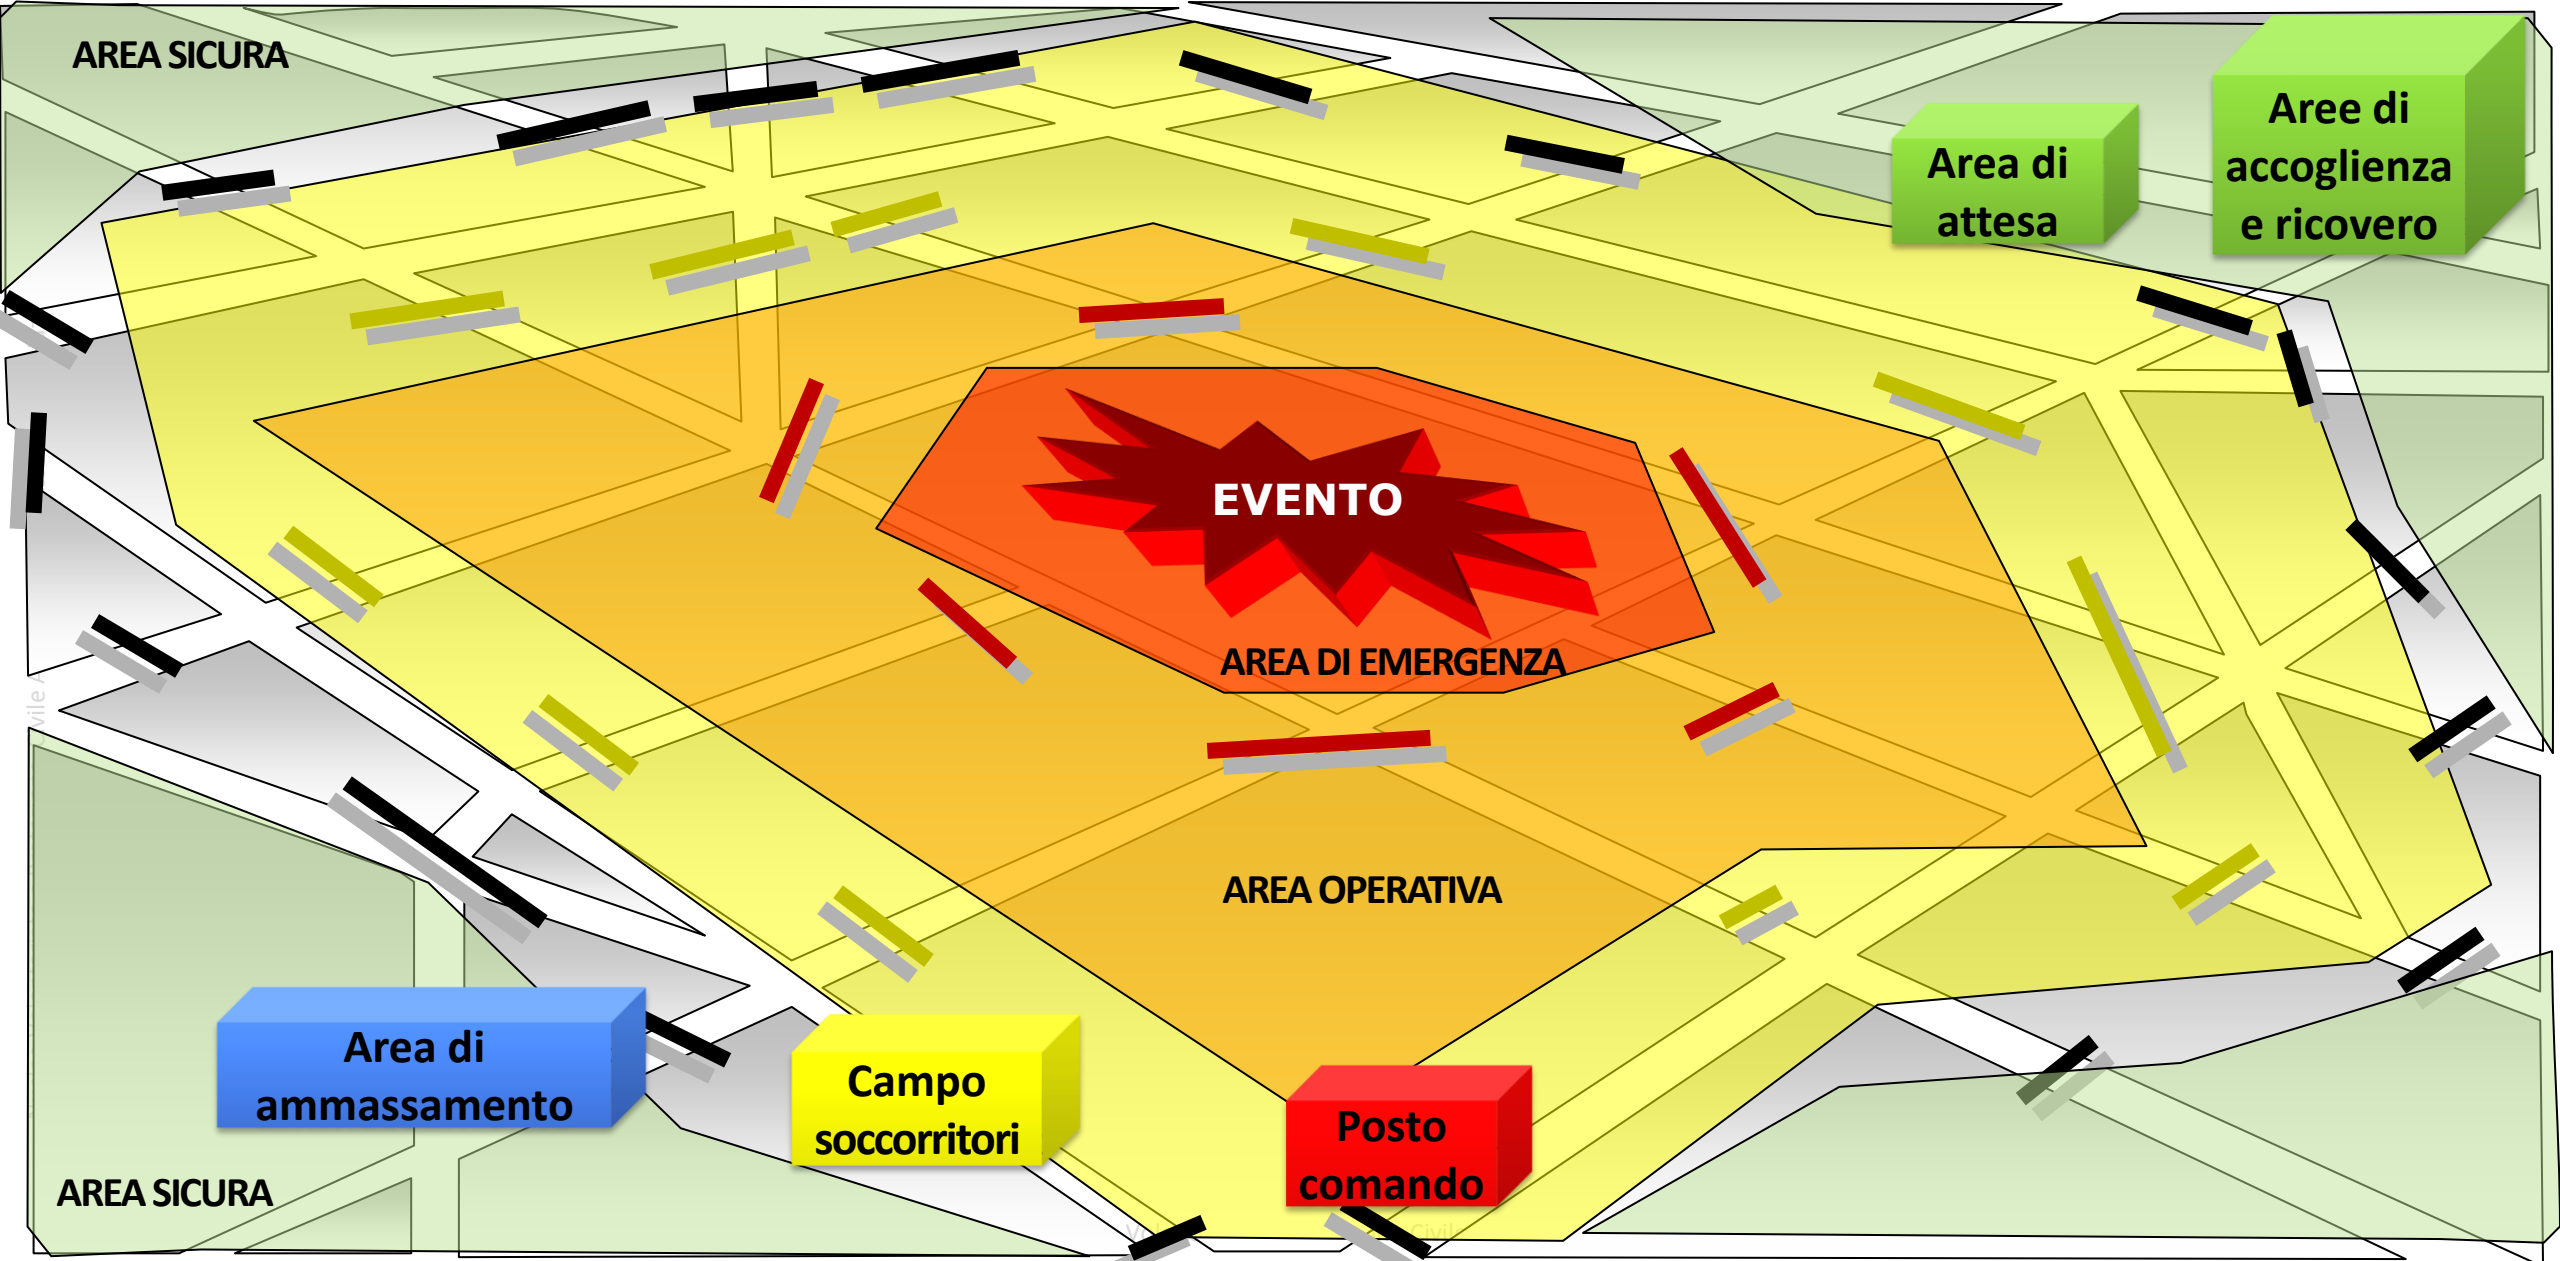 AREA SICURA
Aree di
accoglienza
e ricovero
Area di
attesa
EVENTO
AREA DI EMERGENZA
AREA OPERATIVA
Area di
ammassamento
Campo
soccorritori
Posto
comando
AREA SICURA